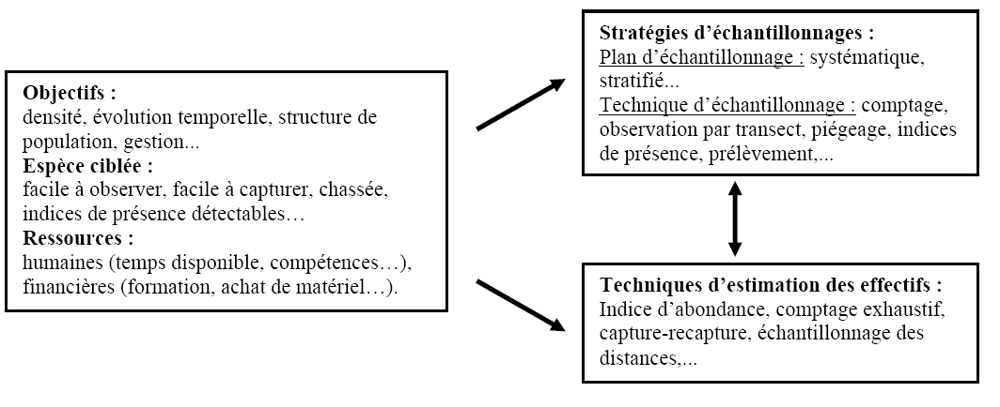 Objectifs :
densité, évolution temporelle, structure de
population, gestion...
Espèce ciblée :
facile à observer, facile à capturer, chassée,
indices de présence détectables…
Ressources :
humaines (temps disponible, compétences…),
financières (formation, achat de matériel…).
Stratégies d’échantillonnages :
Plan d’échantillonnage : systématique,
stratifié...
Technique d’échantillonnage : comptage,
observation par transect, piégeage, indices
de présence, prélèvement,...
Techniques d’estimation des effectifs :
Indice d’abondance, comptage exhaustif,
capture-recapture, échantillonnage des
distances,...